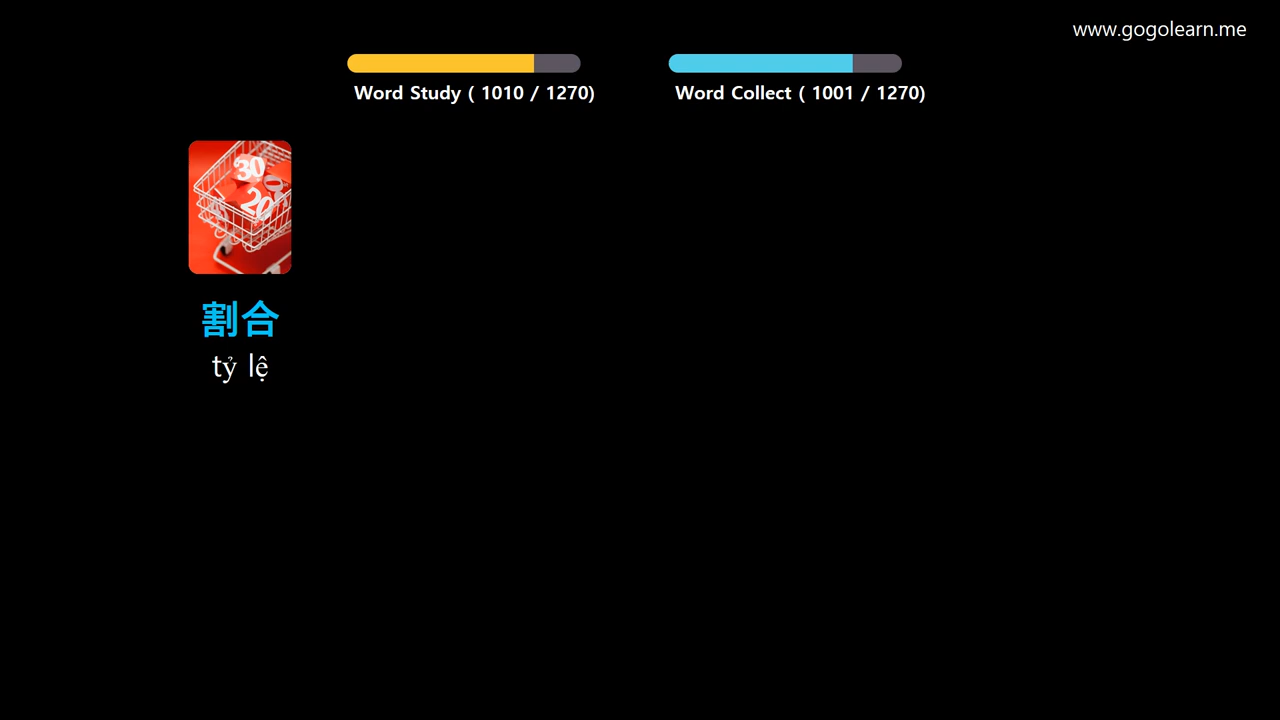 www.gogolearn.me
Word Study ( 1010 / 1270)
Word Collect ( 1001 / 1270)
30
20
割合
tỷ lệ